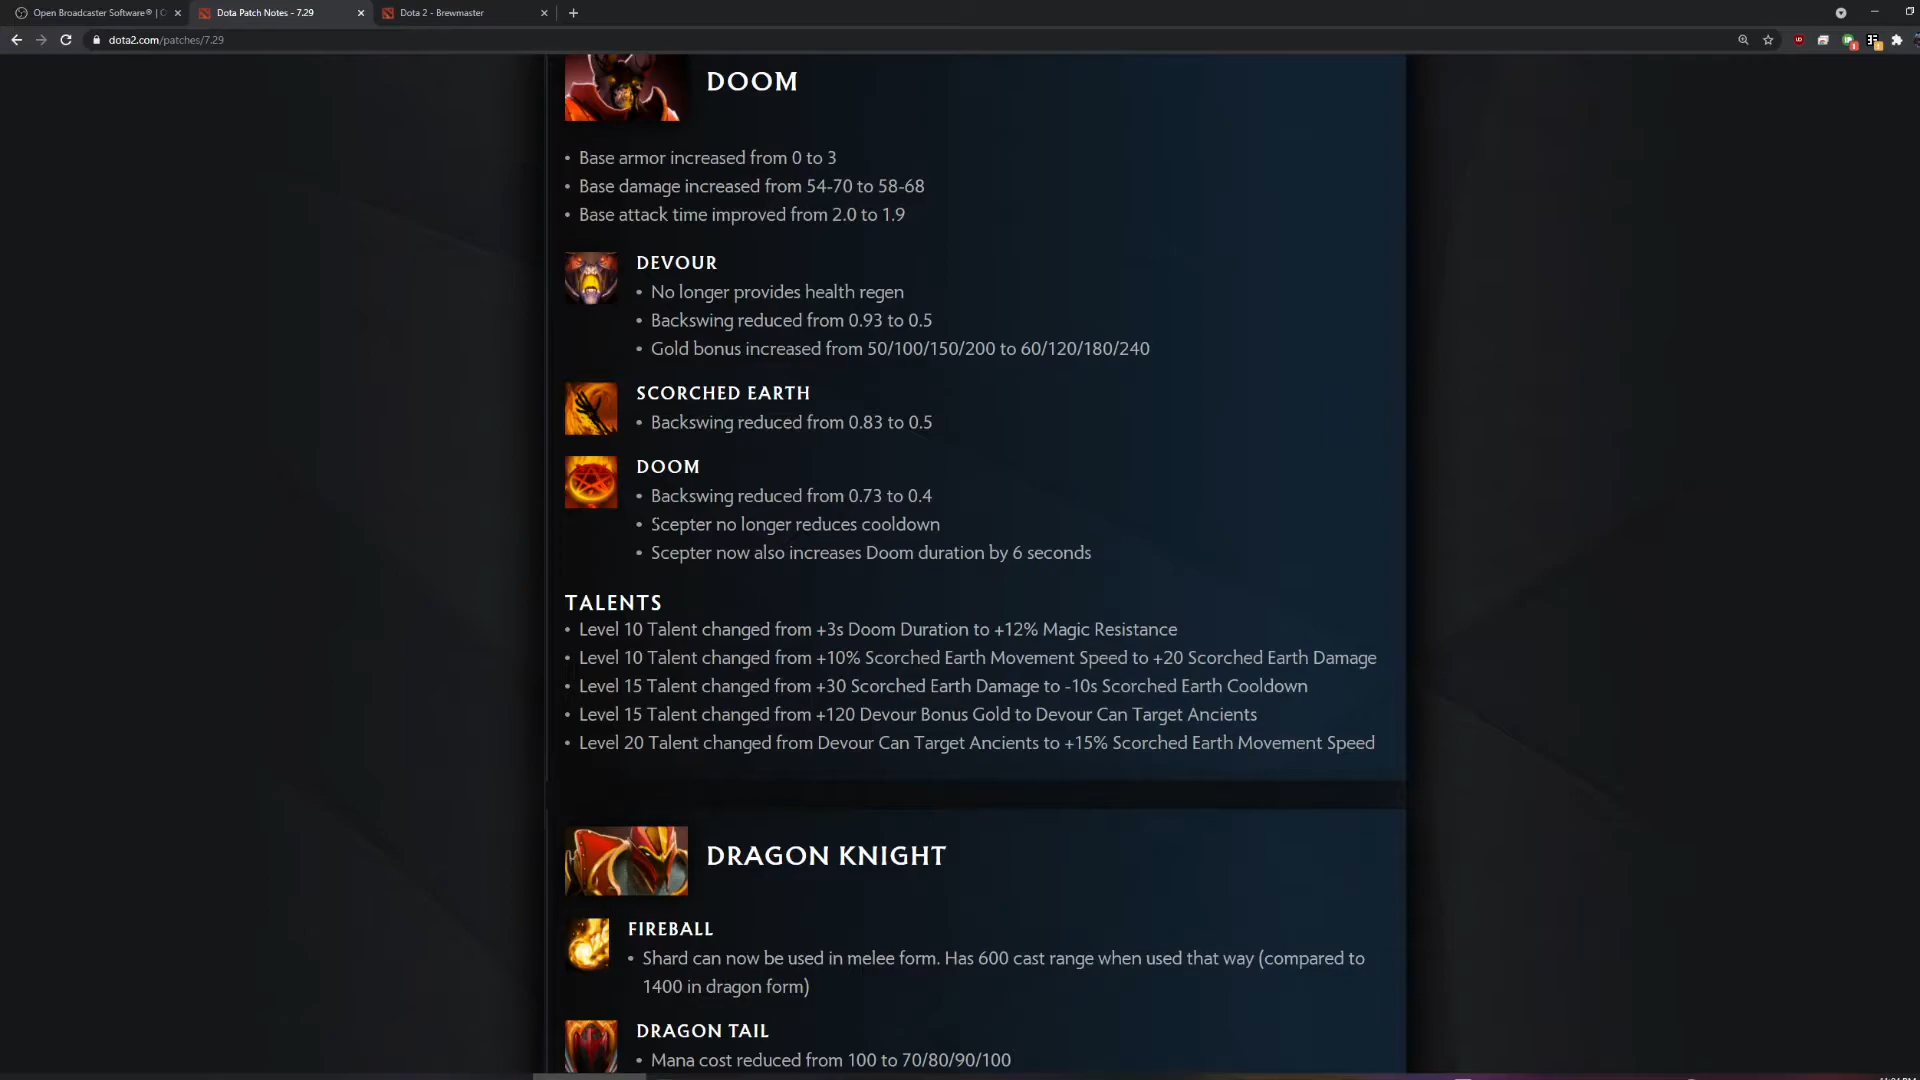 Open Broadcaster Software® |
Dota Patch Notes - 7.29
Dota 2 - Brewmaster
dota2.com/patches/7.29
DOOM
• Base armor increased from 0 to 3
• Base damage increased from 54-70 to 58-68
• Base attack time improved from 2.0 to 1.9
DEVOUR
• No longer provides health regen
• Backswing reduced from 0.93 to 0.5
• Gold bonus increased from 50/100/150/200 to 60/120/180/240
SCORCHED EARTH
• Backswing reduced from 0.83 to 0.5
DOOM
• Backswing reduced from 0.73 to 0.4
• Scepter no longer reduces cooldown
• Scepter now also increases Doom duration by 6 seconds
TALENTS
• Level 10 Talent changed from +3s Doom Duration to +12% Magic Resistance
• Level 10 Talent changed from +10% Scorched Earth Movement Speed to +20 Scorched Earth Damage
• Level 15 Talent changed from +30 Scorched Earth Damage to -10s Scorched Earth Cooldown
• Level 15 Talent changed from +120 Devour Bonus Gold to Devour Can Target Ancients
• Level 20 Talent changed from Devour Can Target Ancients to +15% Scorched Earth Movement Speed
DRAGON KNIGHT
FIREBALL
• Shard can now be used in melee form. Has 600 cast range when used that way (compared to
1400 in dragon form)
DRAGON TAIL
• Mana cost reduced from 100 to 70/80/90/100